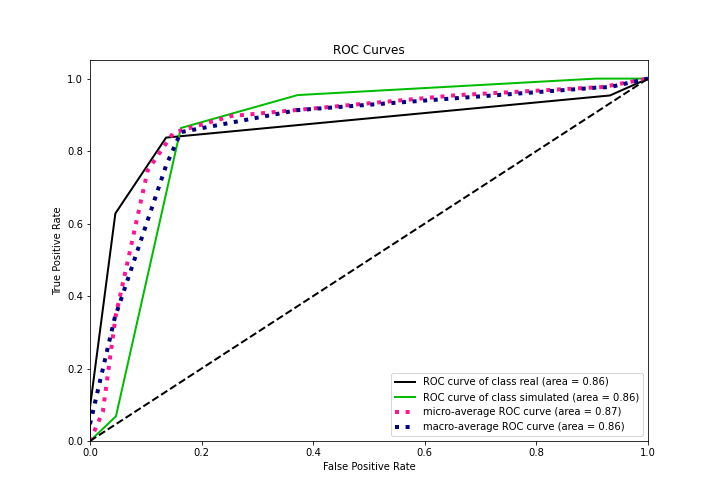 ROC Curves
True Positive Rate
1.0
0.8
0.6
0.4
0.2
0.0
0.0 0.2 0.4 0.6 0.8 1.0
False Positive Rate
ROC curve of class real (area = 0.86)
ROC curve of class simulated (area = 0.86)
micro-average ROC curve (area = 0.87)
macro-average ROC curve (area = 0.86)